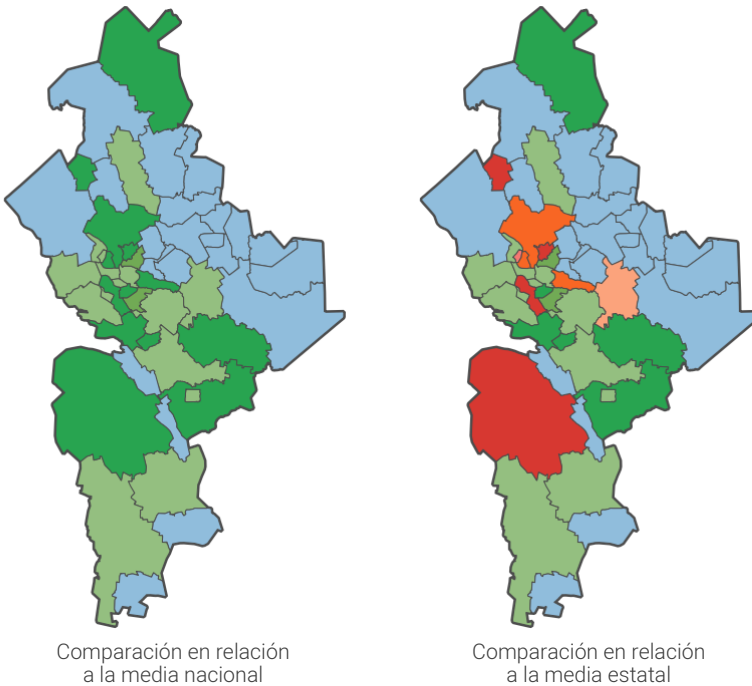 Comparación en relación
a la media nacional
Comparación en relación
a la media estatal